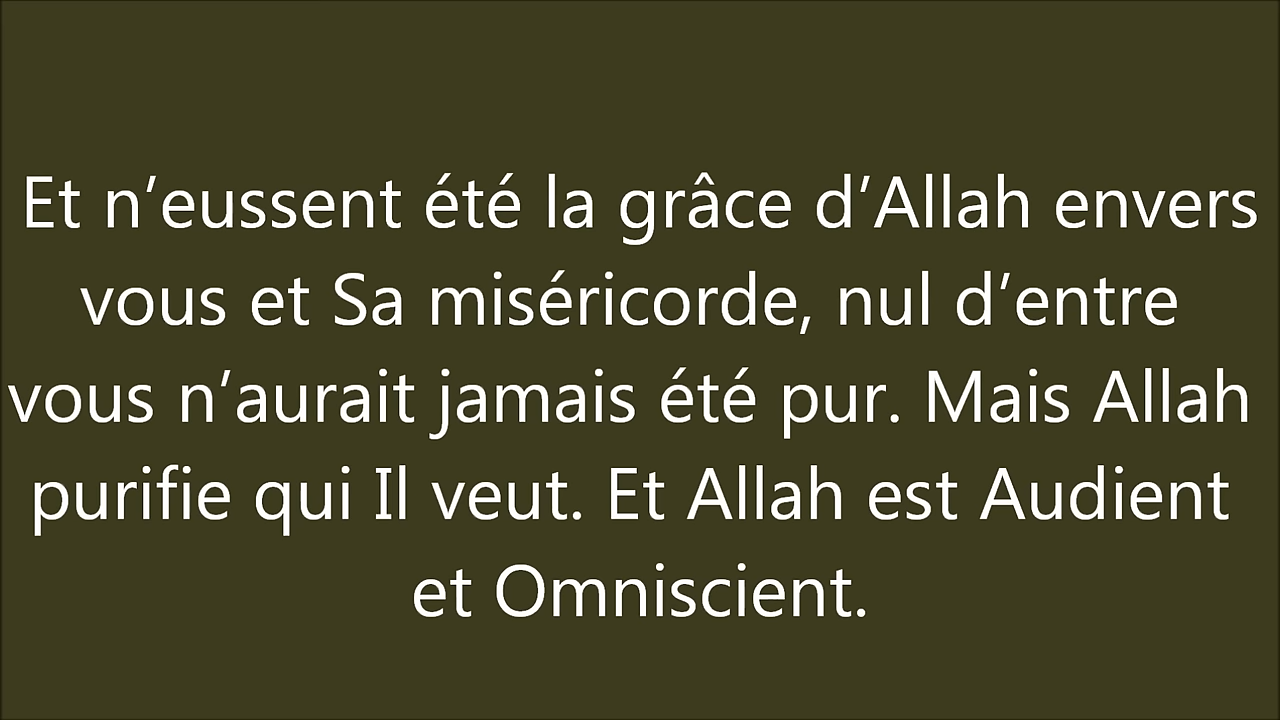 Et n’eussent été la grâce d’Allah envers
vous et Sa miséricorde, nul d’entre
vous n’aurait jamais été pur. Mais Allah
purifie qui Il veut. Et Allah est Audient
et Omniscient.